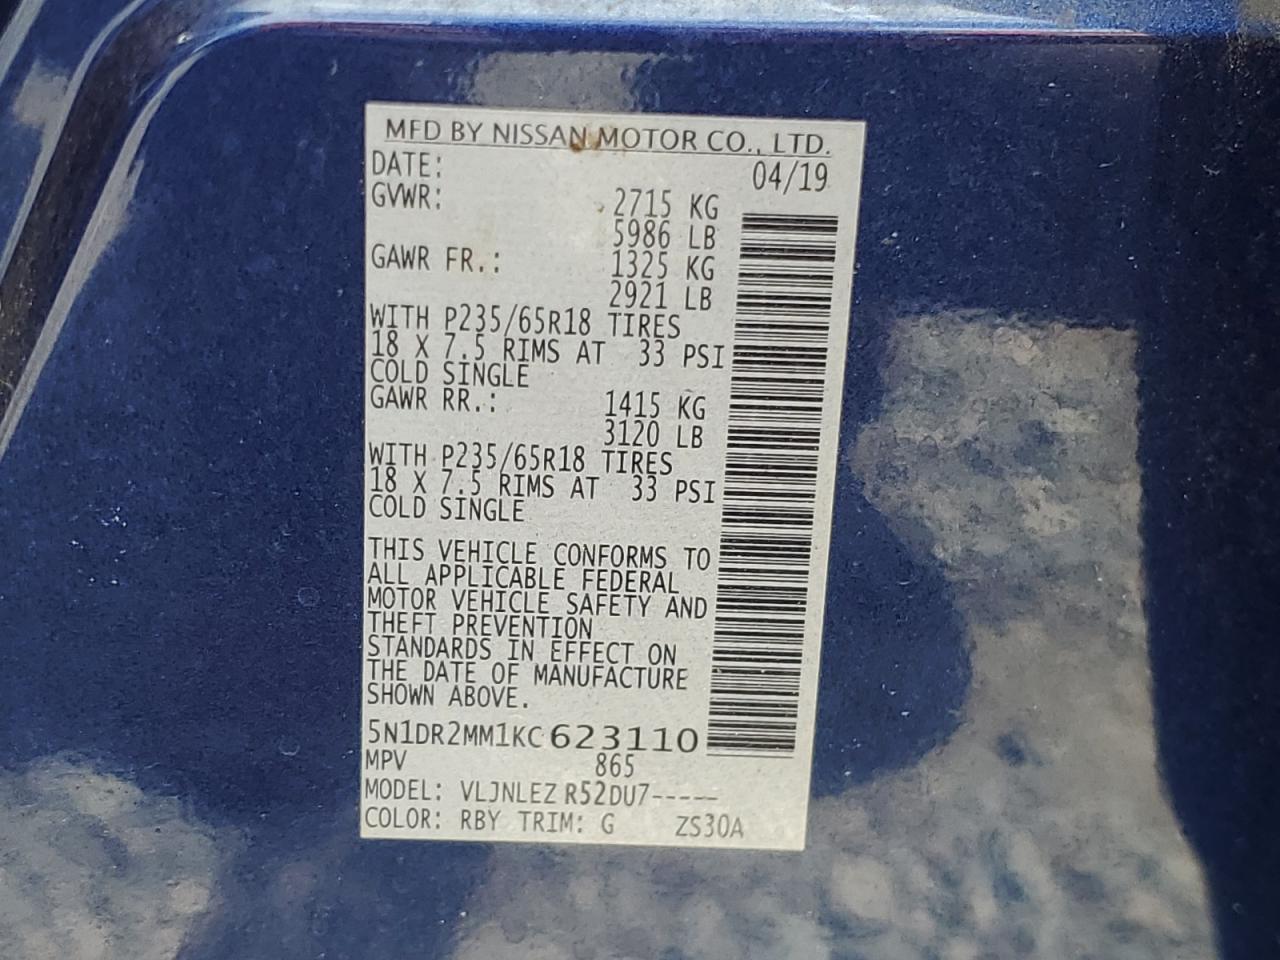 MFD BY NISSAN MOTOR CO., LTD.
DATE: 04/19
GVWR: 2715 KG
5986 LB
GAWR FR.: 1325 KG
2921 LB
WITH P235/65R18 TIRES
18 X 7.5 RIMS AT 33 PSI
COLD SINGLE
GAWR RR.: 1415 KG
3120 LB
WITH P235/65R18 TIRES
18 X 7.5 RIMS AT 33 PSI
COLD SINGLE
THIS VEHICLE CONFORMS TO
ALL APPLICABLE FEDERAL
MOTOR VEHICLE SAFETY AND
THEFT PREVENTION
STANDARDS IN EFFECT ON
THE DATE OF MANUFACTURE
SHOWN ABOVE.
5N1DR2MM1KC623110
MPV 865
MODEL: VLJNLEZ R52DU7-----
COLOR: RBY TRIM: G ZS30A